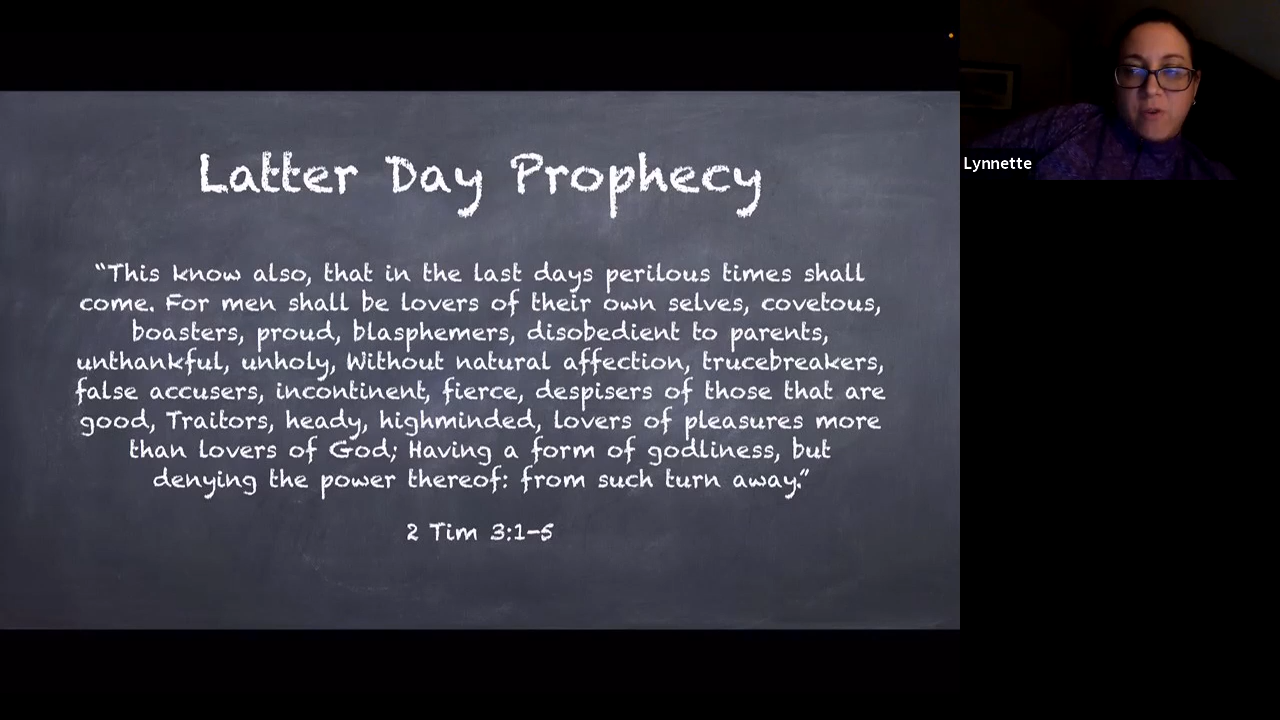 Latter Day Prophecy
“This know also, that in the last days perilous times shall
come. For men shall be lovers of their own selves, covetous,
boasters, proud, blasphemers, disobedient to parents,
unthankful, unholy, Without natural affection, trucebreakers,
false accusers, incontinent, fierce, despisers of those that are
good, Traitors, heady, highminded, lovers of pleasures more
than lovers of God; Having a form of godliness, but
denying the power thereof: from such turn away.”
2 Tim 3:1-5
Lynnette